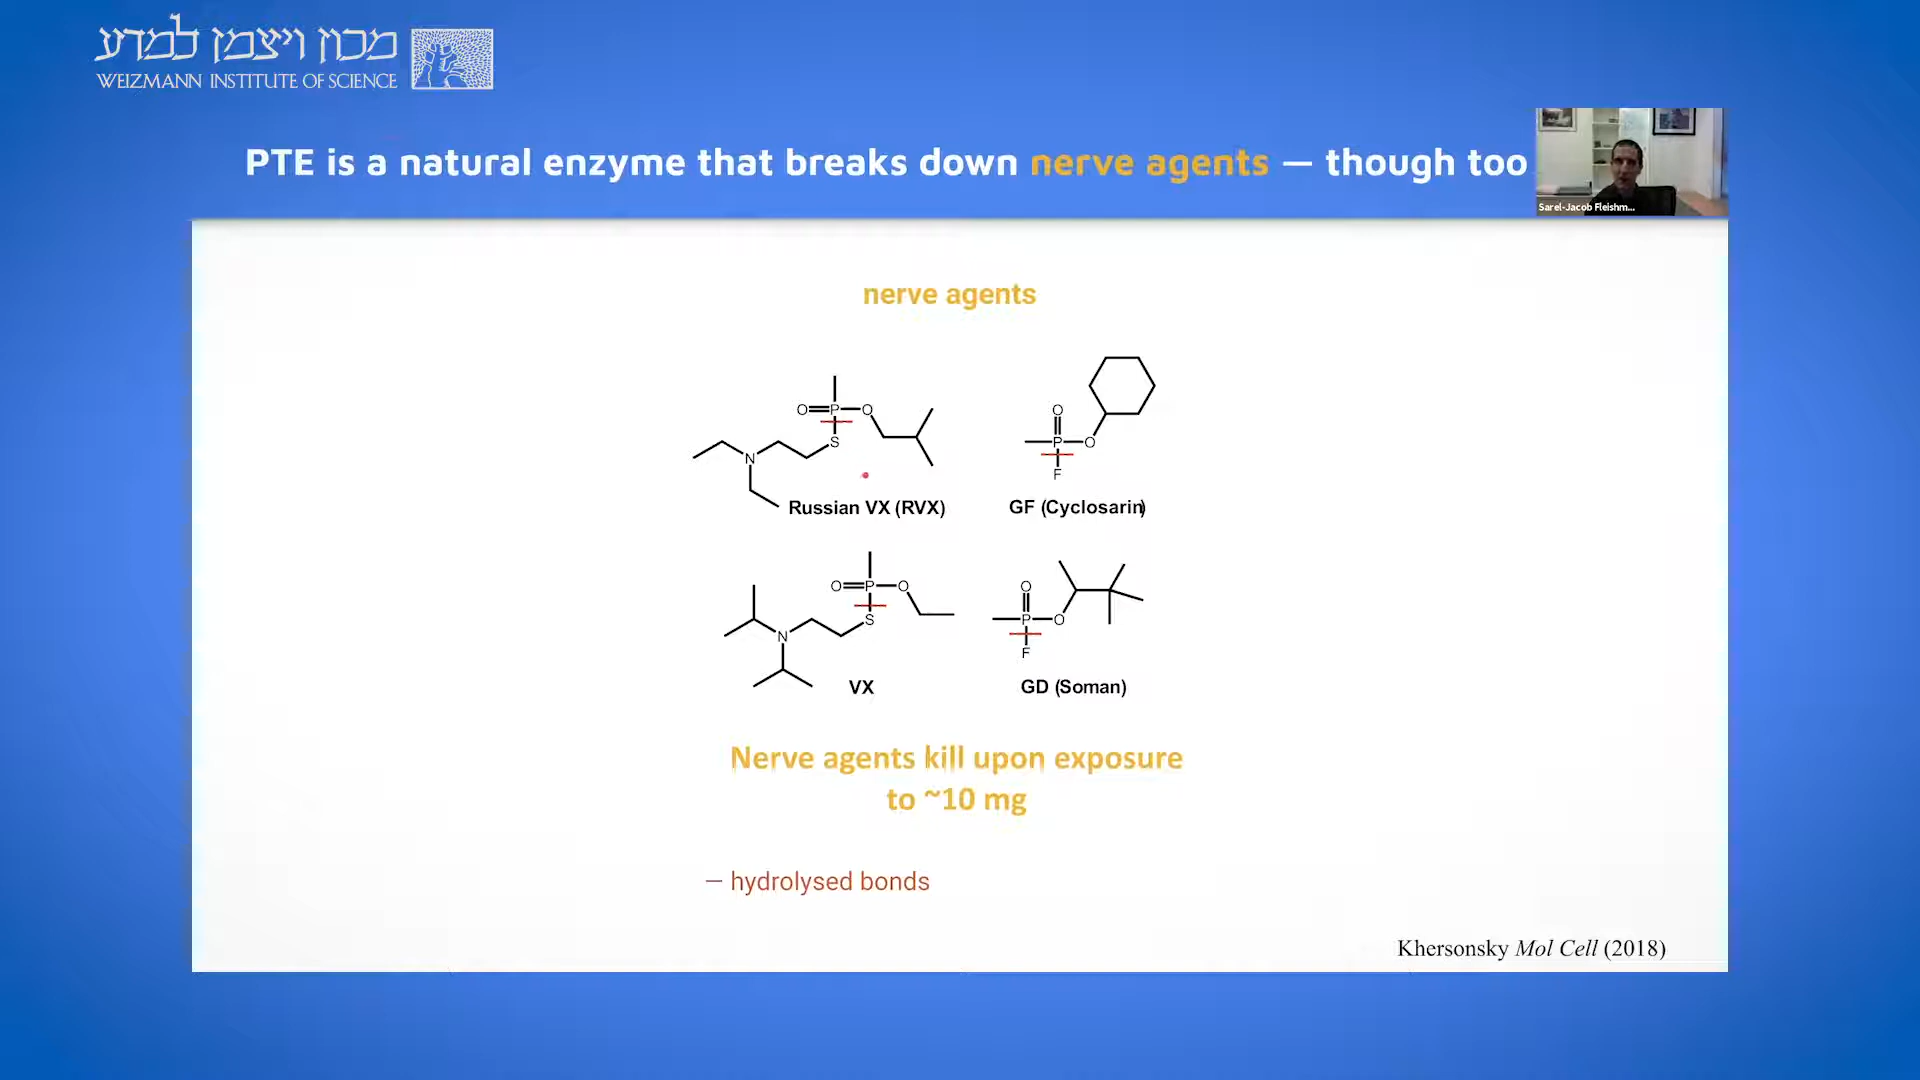 מכון ויצמן למדע
WEIZMANN INSTITUTE OF SCIENCE
PTE is a natural enzyme that breaks down nerve agents — though too
Sarel-Jacob Fleishm...
nerve agents
O P O
S
N
Russian VX (RVX)
O
P O
F
GF (Cyclosarin)
O P O
S
N
VX
O
P O
F
GD (Soman)
Nerve agents kill upon exposure
to ~10 mg
— hydrolysed bonds
Khersonsky Mol Cell (2018)